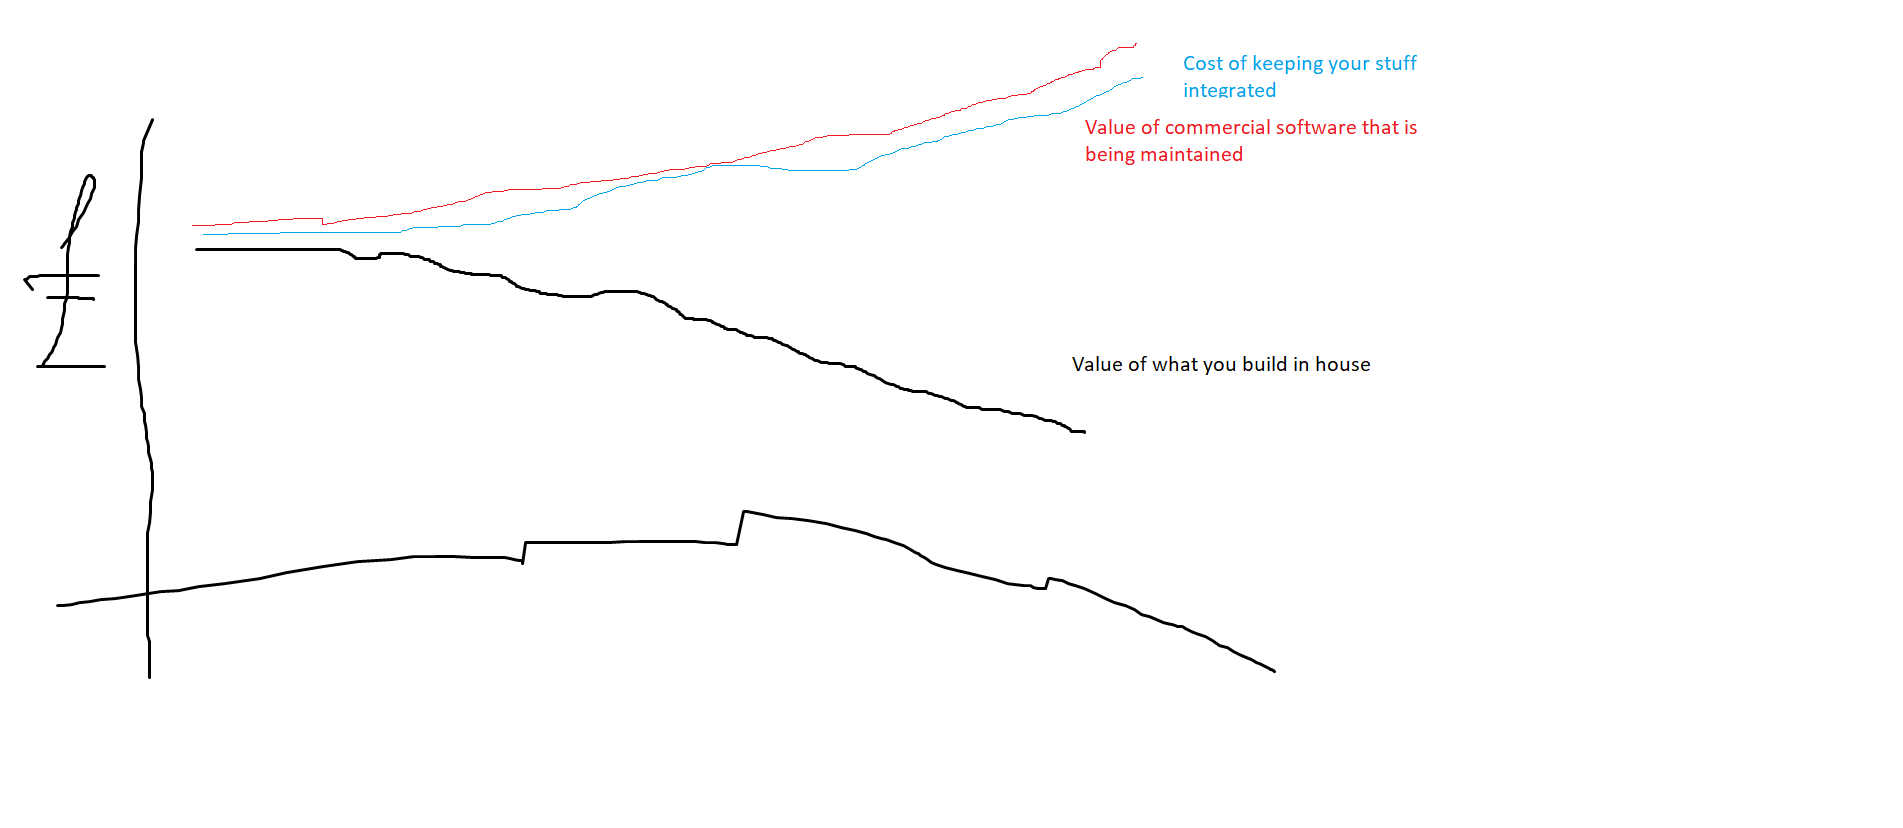 Cost of keeping your stuff
integrated
Value of commercial software that is
being maintained
£
Value of what you build in house